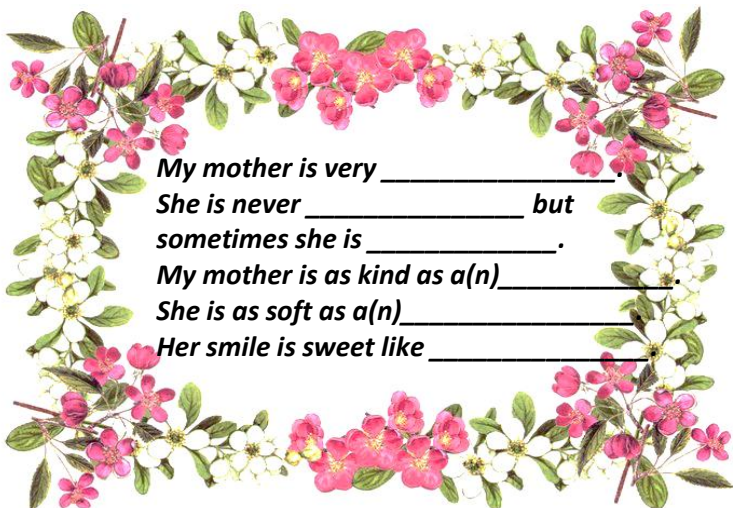 My mother is very ________________.
She is never _______________ but
sometimes she is _____________.
My mother is as kind as a(n)____________.
She is as soft as a(n)________________.
Her smile is sweet like _______________.